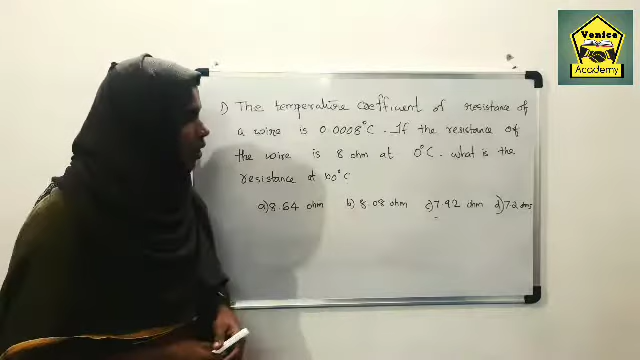 Venice
Academy
1) The temperature coefficient of resistance of
a wire is 0.0008°C. If the resistance of
the wire is 8 ohm at 0°C. what is the
resistance at 100°C
a) 8.64 ohm b) 8.08 ohm c) 7.92 ohm d) 7.2 ohms